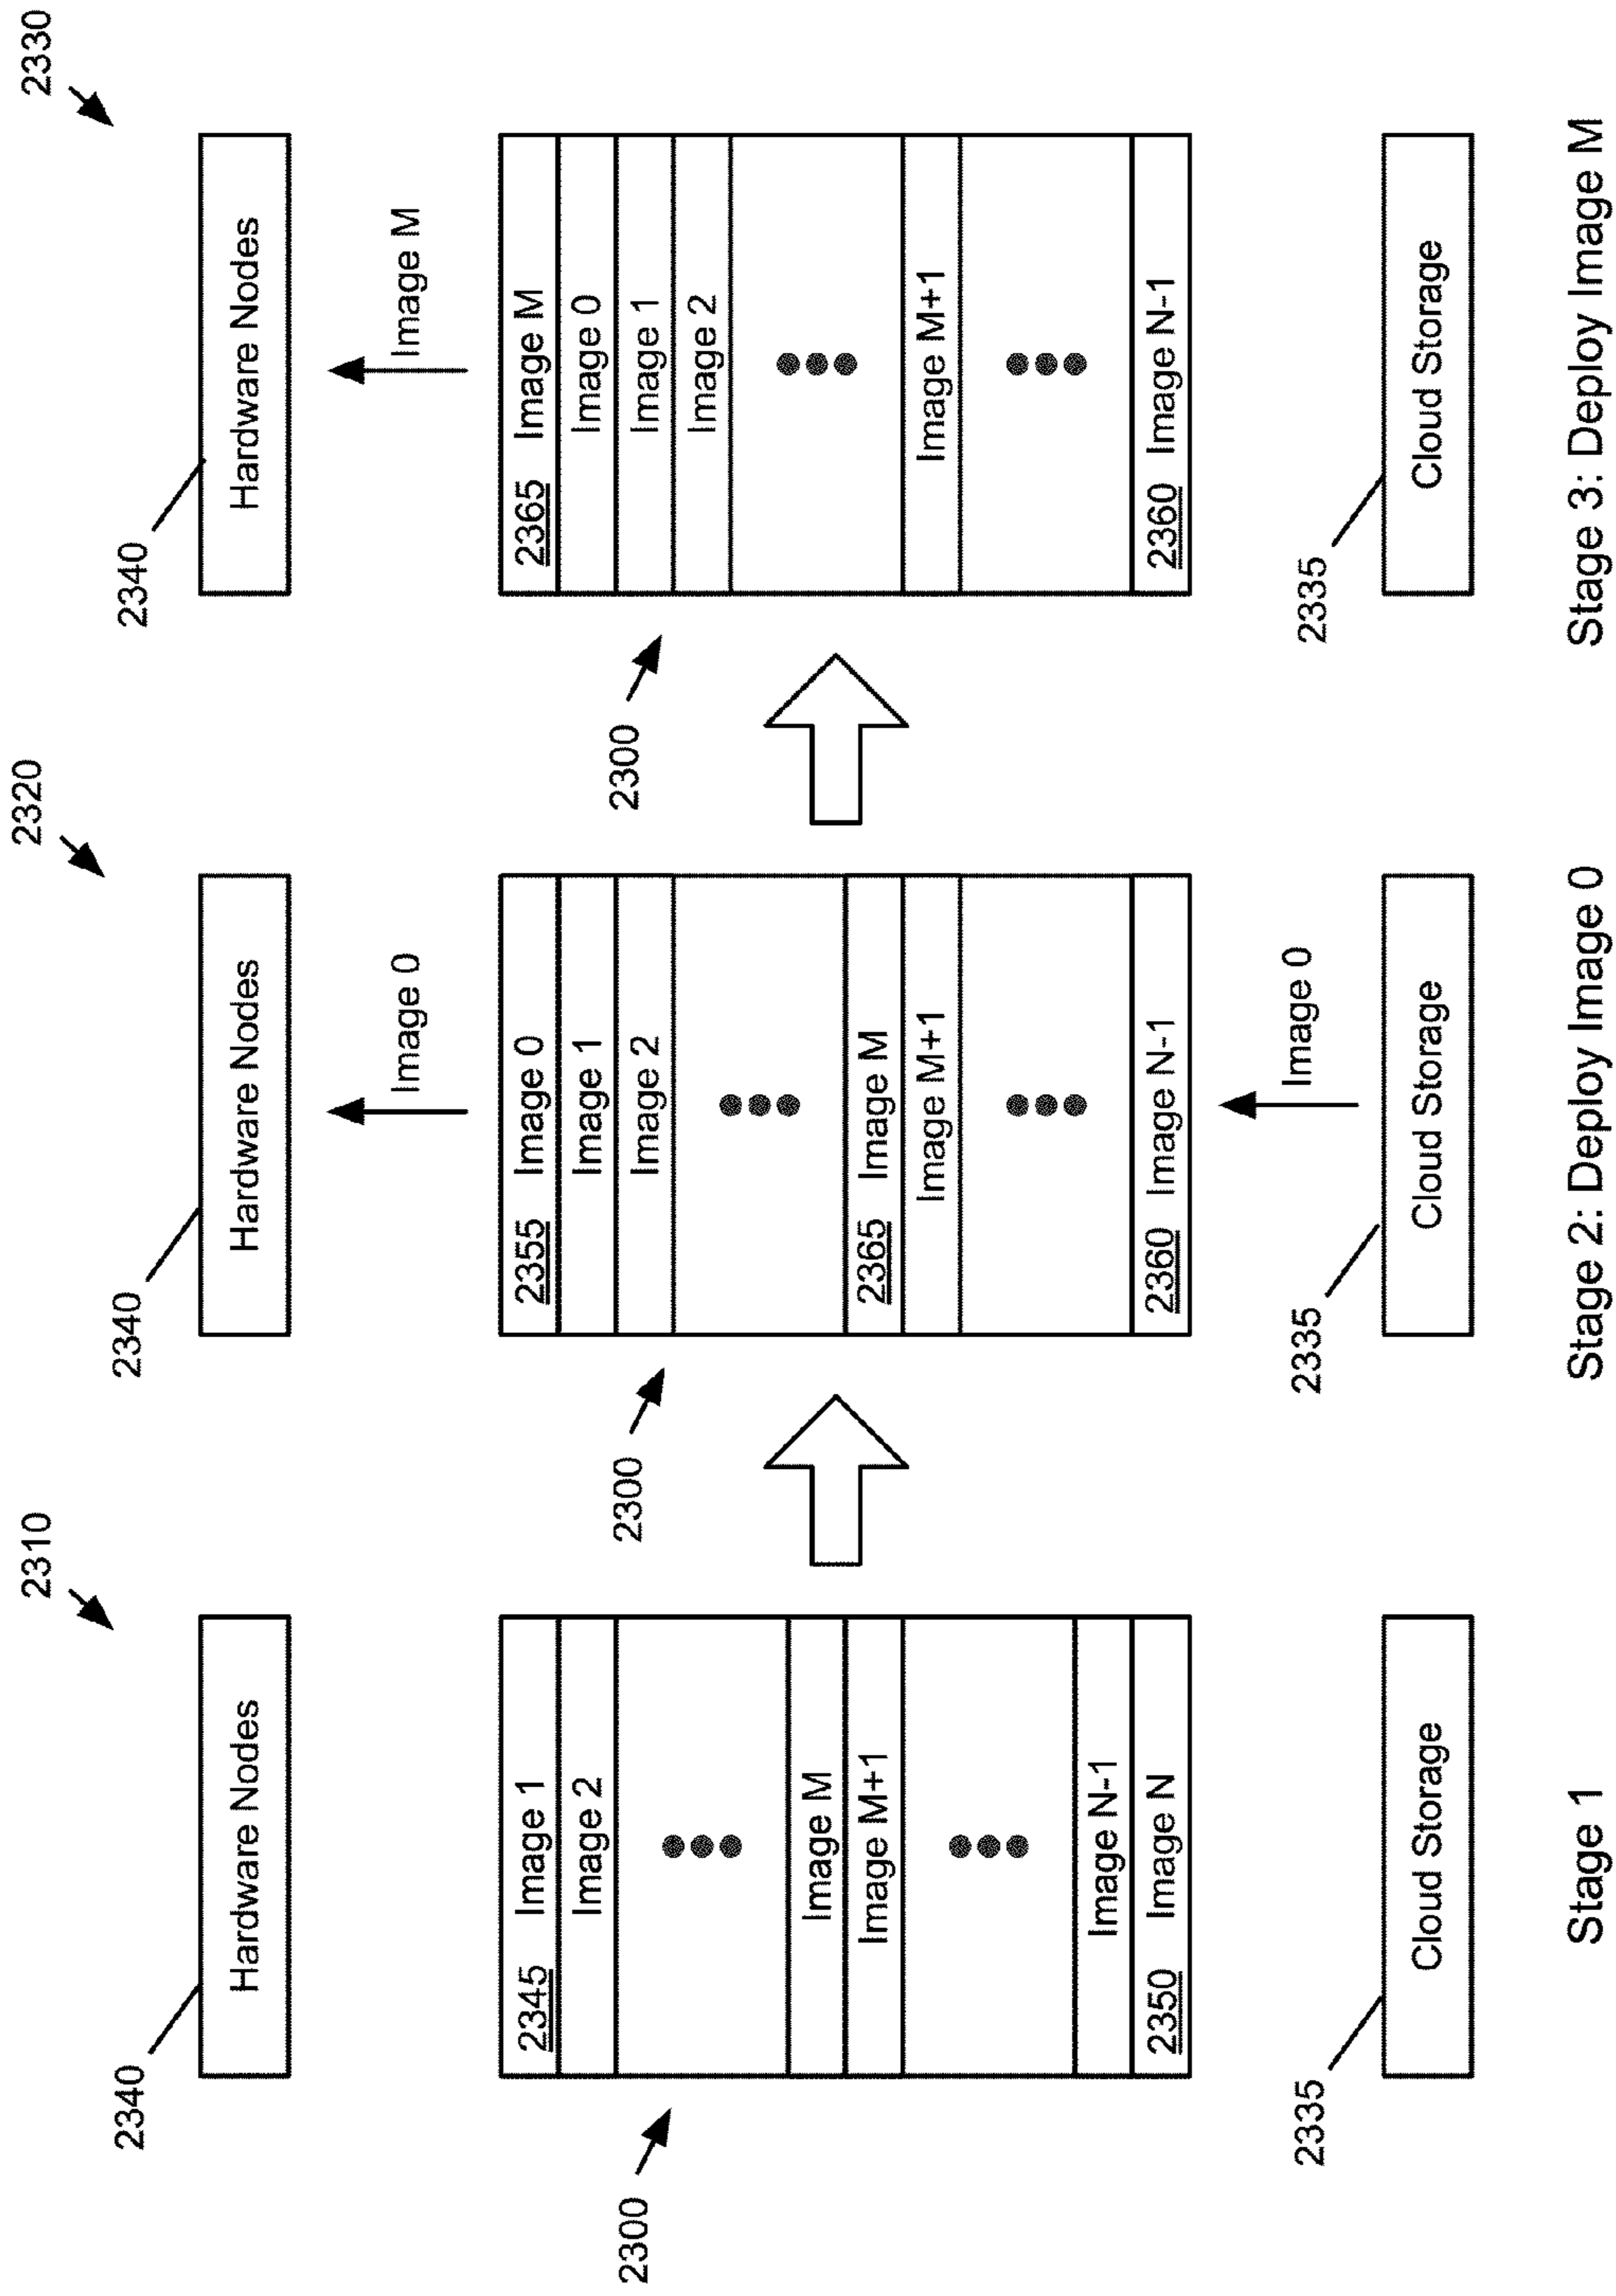 2310
2340
Hardware Nodes
2300
2345 Image 1
Image 2
Image M
Image M+1
Image N-1
2350 Image N
2335
Cloud Storage
Stage 1
2320
2340
Hardware Nodes
Image 0
2300
2355 Image 0
Image 1
Image 2
2365 Image M
Image M+1
2360 Image N-1
Image 0
2335
Cloud Storage
Stage 2: Deploy Image 0
2330
2340
Hardware Nodes
Image M
2300
2365 Image M
Image 0
Image 1
Image 2
Image M+1
2360 Image N-1
2335
Cloud Storage
Stage 3: Deploy Image M